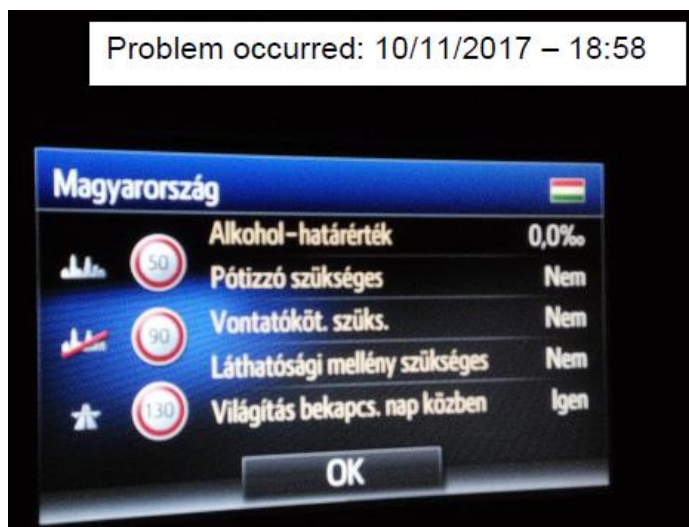 Problem occurred: 10/11/2017 – 18:58
Magyarország
50 Alkohol-határérték 0,0‰
Pótizzó szükséges Nem
90 Vontatóköt. szüks. Nem
Láthatósági mellény szükséges Nem
130 Világítás bekapcs. nap közben Igen
OK